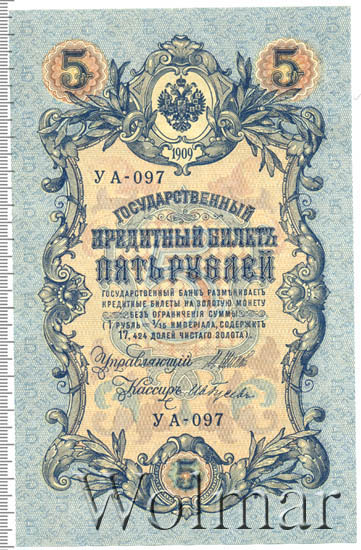 5 5
1909
УА-097
ГОСУДАРСТВЕННЫЙ
КРЕДИТНЫЙ БИЛЕТЪ
ПЯТЬ РУБЛЕЙ
ГОСУДАРСТВЕННЫЙ БАНКЪ РАЗМѢНИВАЕТЪ
КРЕДИТНЫЕ БИЛЕТЫ НА ЗОЛОТУЮ МОНЕТУ
БЕЗЪ ОГРАНИЧЕНІЯ СУММЫ
(1 РУБЛЬ = 1/15 ИМПЕРІАЛА, СОДЕРЖИТЪ
17,424 ДОЛЕЙ ЧИСТАГО ЗОЛОТА).
Управляющій
Кассиръ
УА-097
5
Wolmar